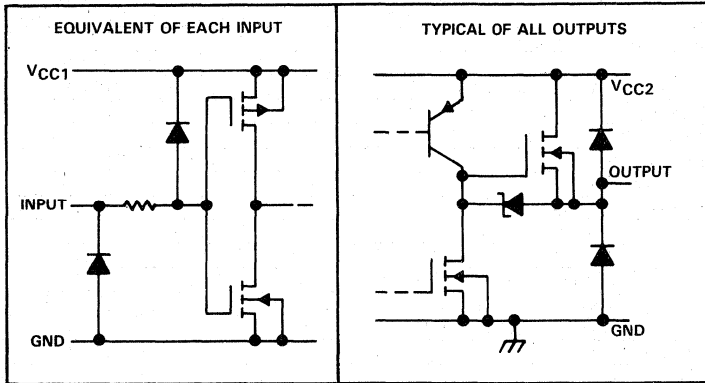 EQUIVALENT OF EACH INPUT
VCC1
INPUT
GND
TYPICAL OF ALL OUTPUTS
VCC2
OUTPUT
GND